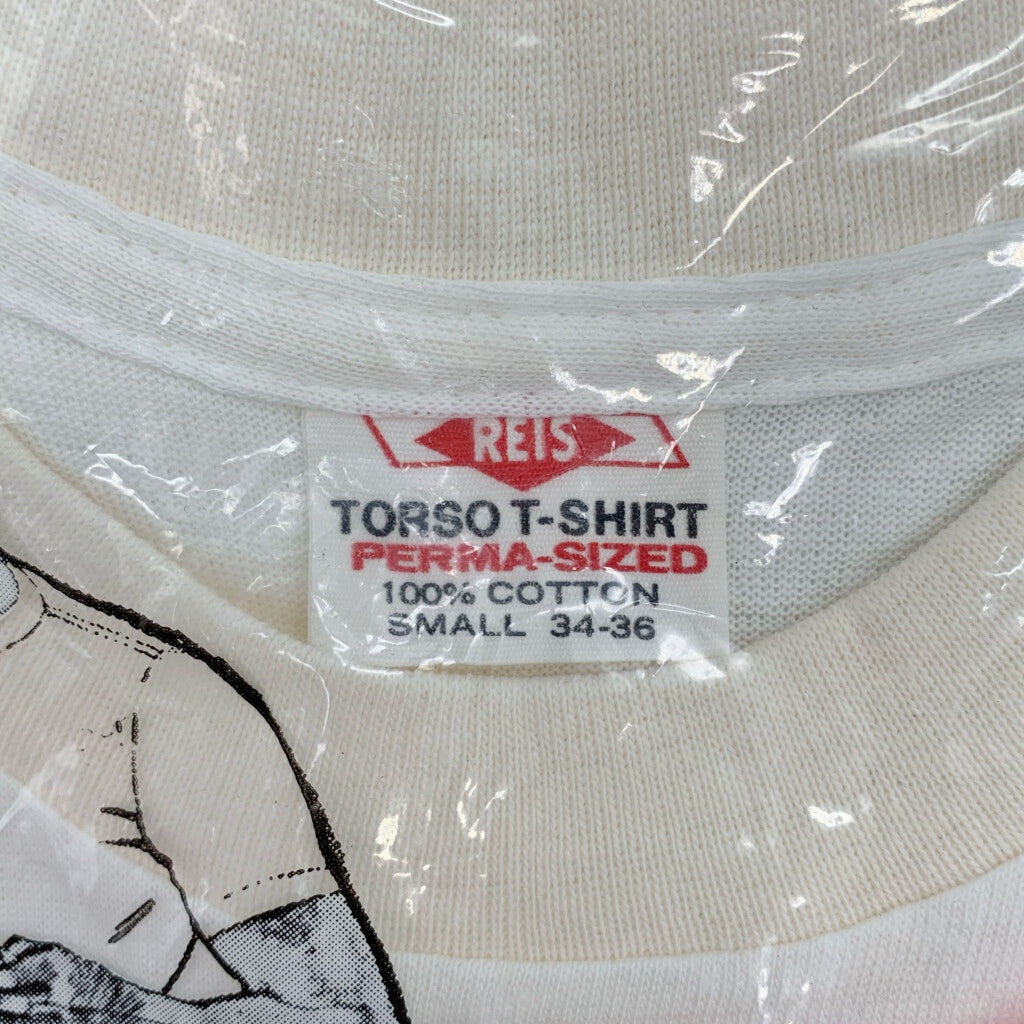 REIS
TORSO T-SHIRT
PERMA-SIZED
100% COTTON
SMALL 34-36